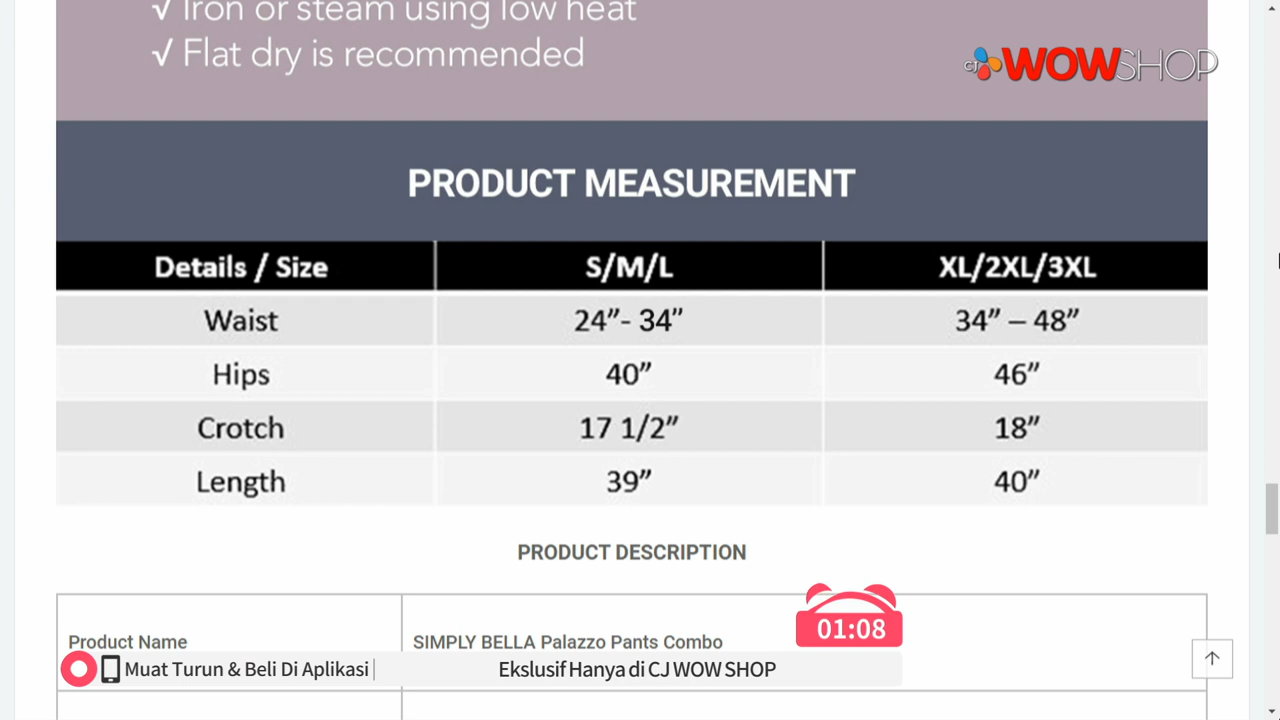 √ Iron or steam using low heat
√ Flat dry is recommended
CJ WOWSHOP
PRODUCT MEASUREMENT
Details / Size S/M/L XL/2XL/3XL
Waist 24”- 34” 34” – 48”
Hips 40” 46”
Crotch 17 1/2” 18”
Length 39” 40”
PRODUCT DESCRIPTION
Product Name SIMPLY BELLA Palazzo Pants Combo
01:08
Muat Turun & Beli Di Aplikasi | Ekslusif Hanya di CJ WOW SHOP